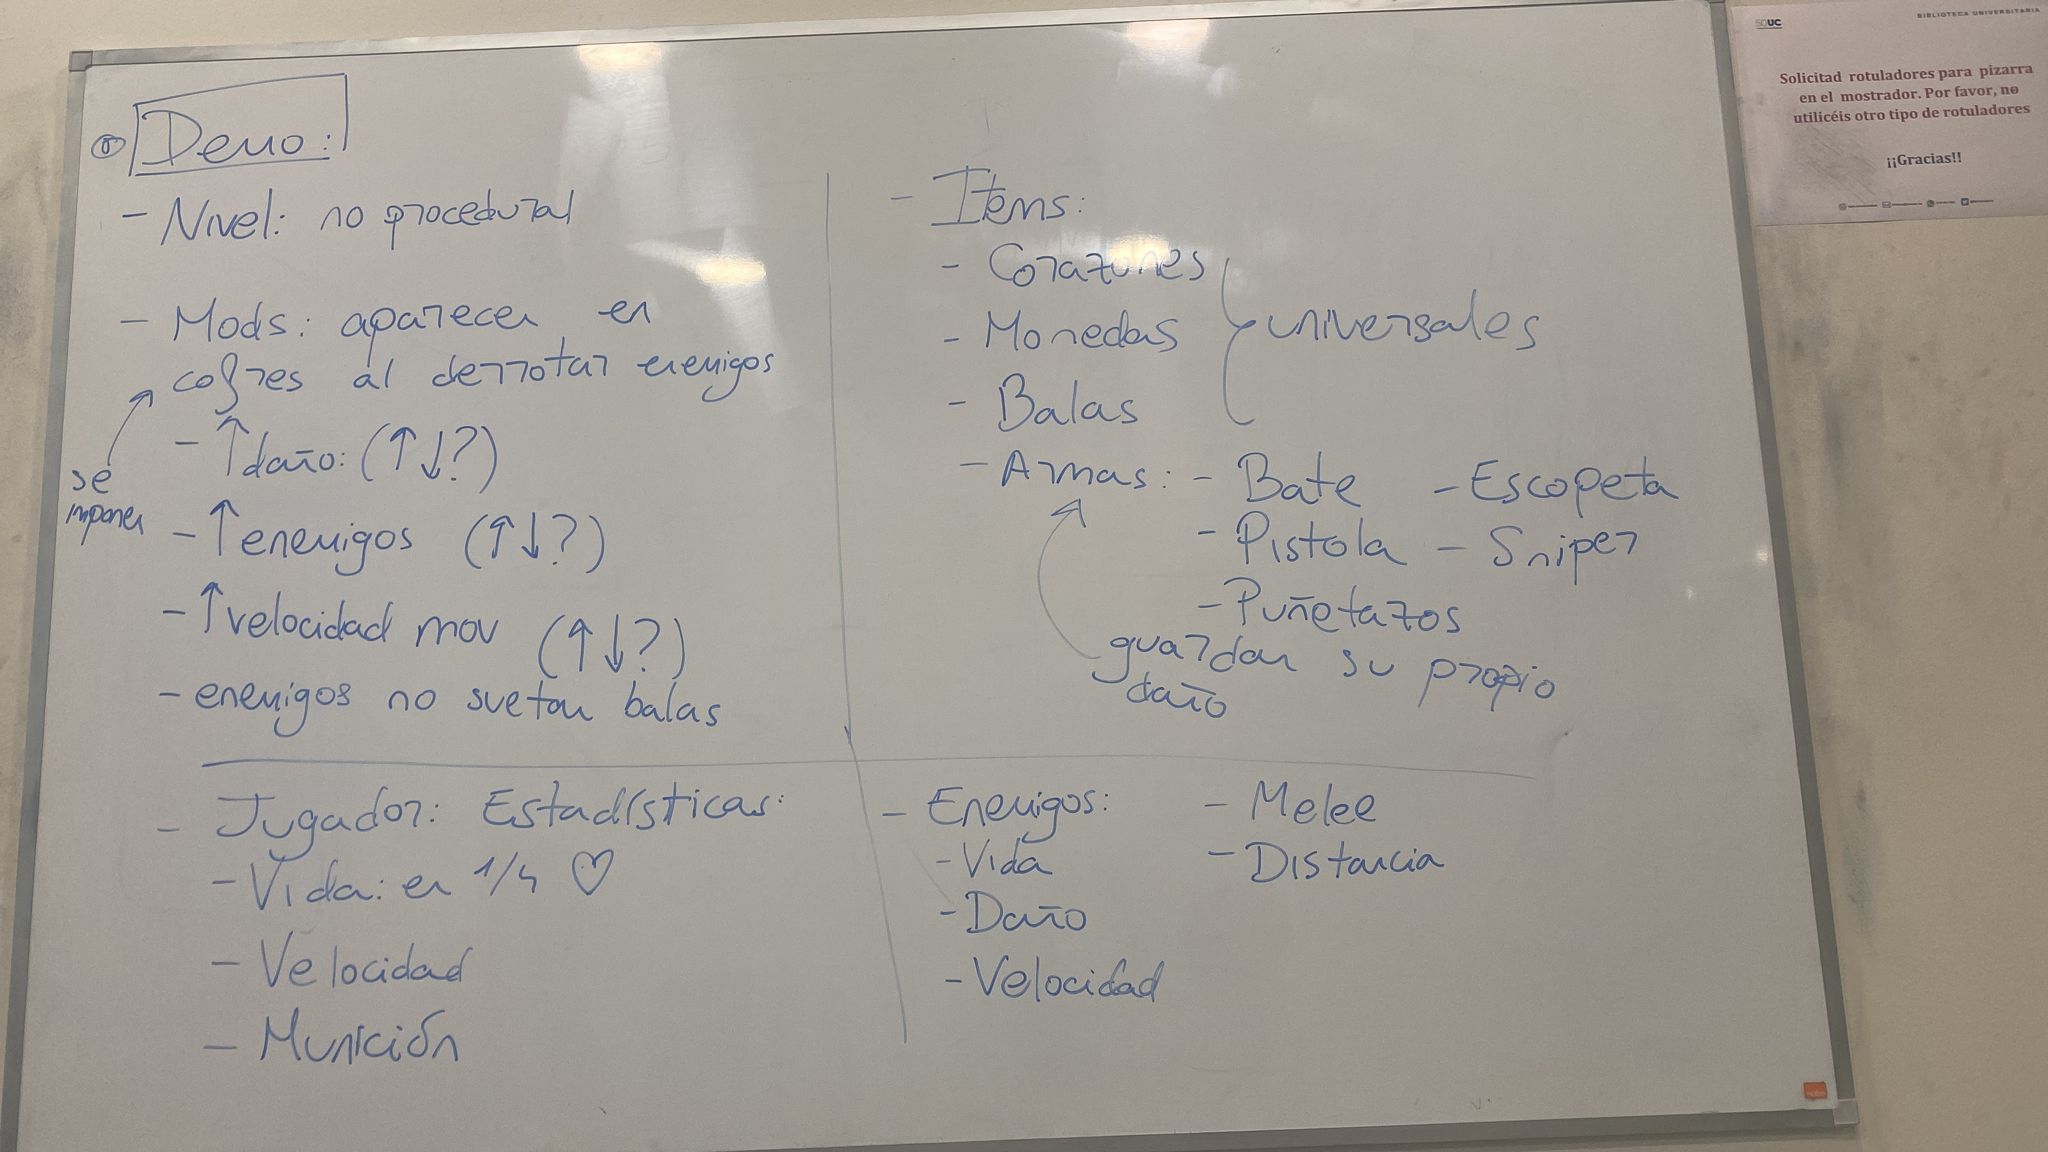 Demo:
- Nivel: no procedural
- Mods: aparecen en
cofres al derrotar enemigos
se
imponen
- ↑ daño: (↑↓?)
- ↑ enemigos (↑↓?)
- ↑ velocidad mov (↑↓?)
- enemigos no sueltan balas
- Items:
- Corazones
- Monedas
- Balas
universales
- Armas: - Bate - Escopeta
- Pistola - Sniper
- Puñetazos
guardan su propio
daño
- Jugador: Estadísticas:
- Vida: en 1/4 ♡
- Velocidad
- Munición
- Enemigos: - Melee
- Vida - Distancia
- Daño
- Velocidad
UC
BIBLIOTECA UNIVERSITARIA
Solicitad rotuladores para pizarra
en el mostrador. Por favor, no
utilicéis otro tipo de rotuladores
¡¡Gracias!!